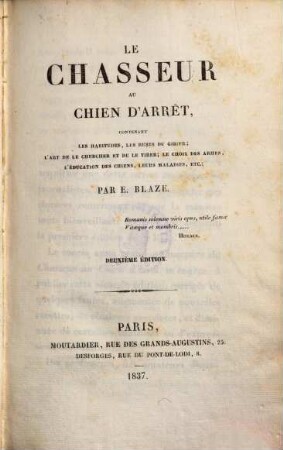 LE
CHASSEUR
AU
CHIEN D'ARRÊT,
CONTENANT
LES HABITUDES, LES RUSES DU GIBIER;
L'ART DE LE CHERCHER ET DE LE TIRER; LE CHOIX DES ARMES;
L'ÉDUCATION DES CHIENS, LEURS MALADIES, ETC.;
PAR E. BLAZE.
Romanis solemne viris opus, utile famæ
Vitæque et membris.....
HORACE.
DEUXIÈME ÉDITION
PARIS,
MOUTARDIER, RUE DES GRANDS-AUGUSTINS, 25
DESFORGES, RUE DU PONT-DE-LODI, 8.
1837.